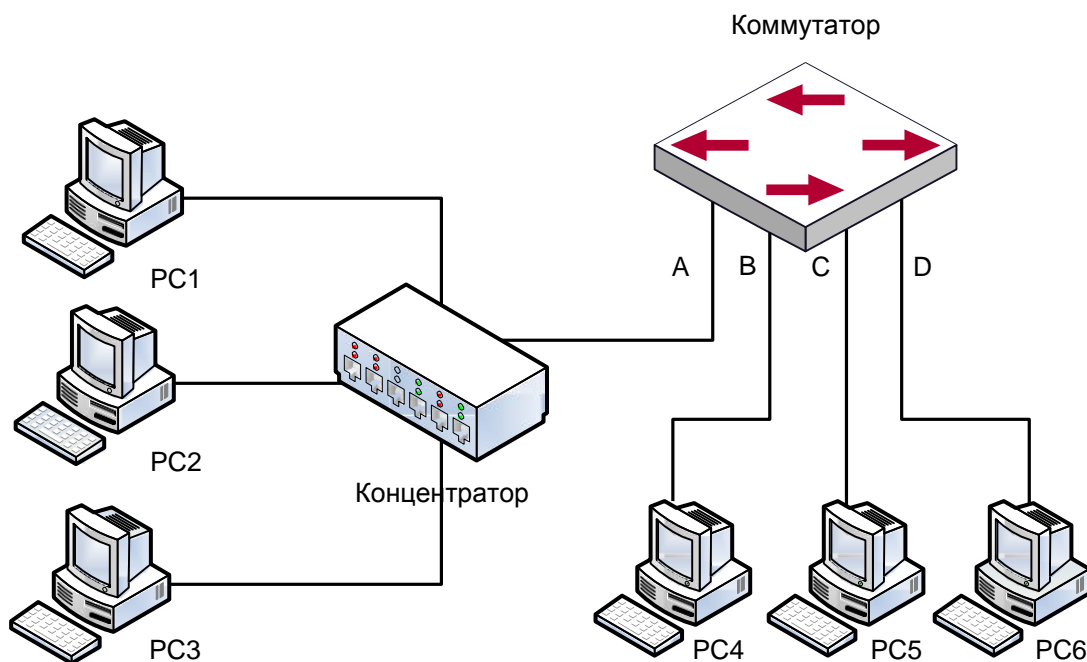 Коммутатор
PC1
A
B
C
D
PC2
Концентратор
PC3
PC4
PC5
PC6